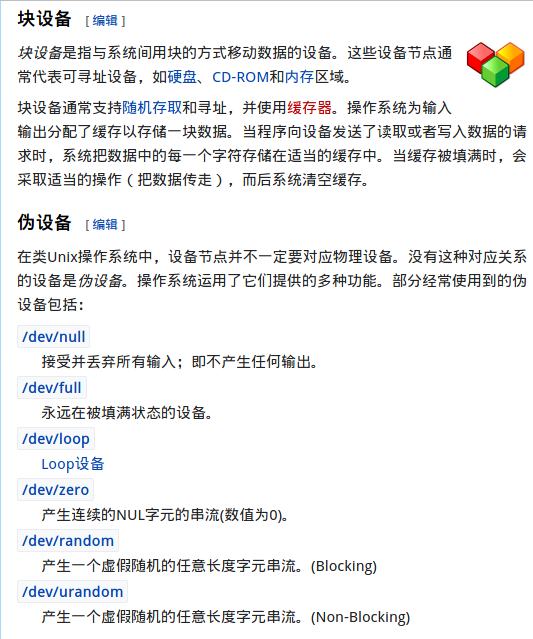 块设备 [编辑]
块设备是指与系统间用块的方式移动数据的设备。这些设备节点通
常代表可寻址设备，如硬盘、CD-ROM和内存区域。
块设备通常支持随机存取和寻址，并使用缓存器。操作系统为输入
输出分配了缓存以存储一块数据。当程序向设备发送了读取或者写入数据的请
求时，系统把数据中的每一个字符存储在适当的缓存中。当缓存被填满时，会
采取适当的操作（把数据传走），而后系统清空缓存。
伪设备 [编辑]
在类Unix操作系统中，设备节点并不一定要对应物理设备。没有这种对应关系
的设备是伪设备。操作系统运用了它们提供的多种功能。部分经常使用到的伪
设备包括：
/dev/null
接受并丢弃所有输入；即不产生任何输出。
/dev/full
永远在被填满状态的设备。
/dev/loop
Loop设备
/dev/zero
产生连续的NUL字元的串流(数值为0)。
/dev/random
产生一个虚假随机的任意长度字元串流。(Blocking)
/dev/urandom
产生一个虚假随机的任意长度字元串流。(Non-Blocking)